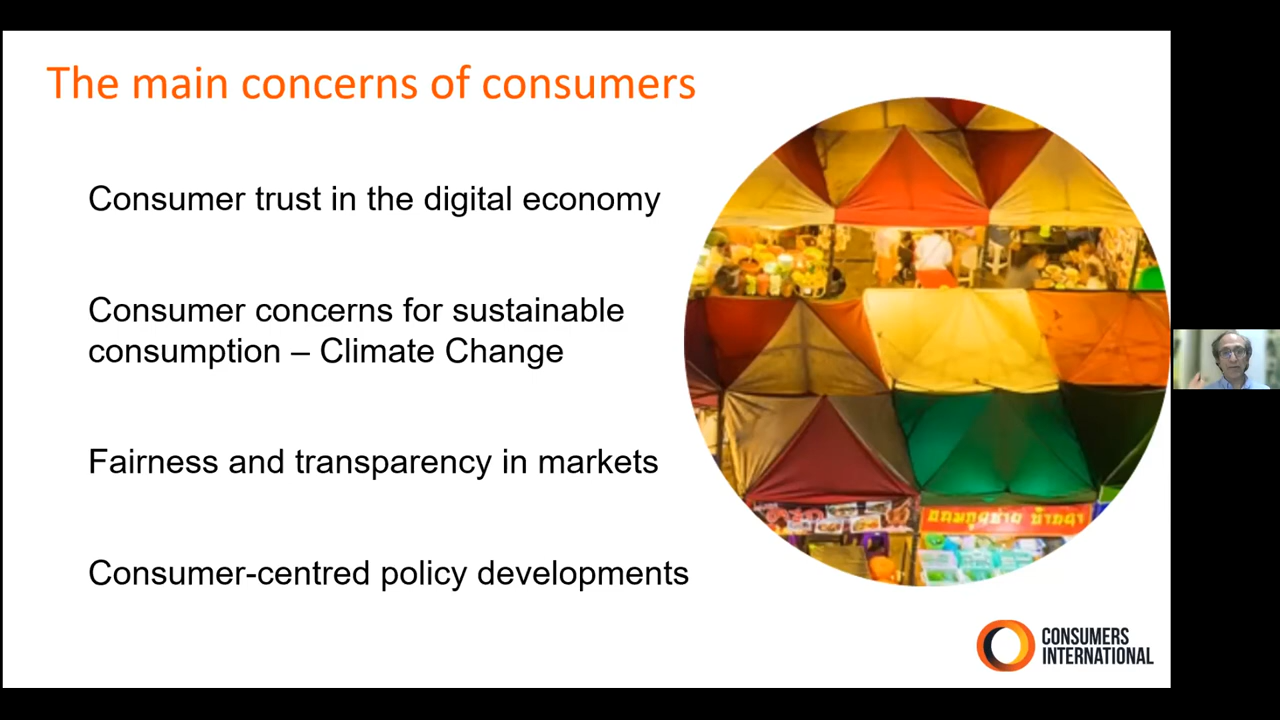 The main concerns of consumers
Consumer trust in the digital economy
Consumer concerns for sustainable
consumption – Climate Change
Fairness and transparency in markets
Consumer-centred policy developments
CONSUMERS
INTERNATIONAL